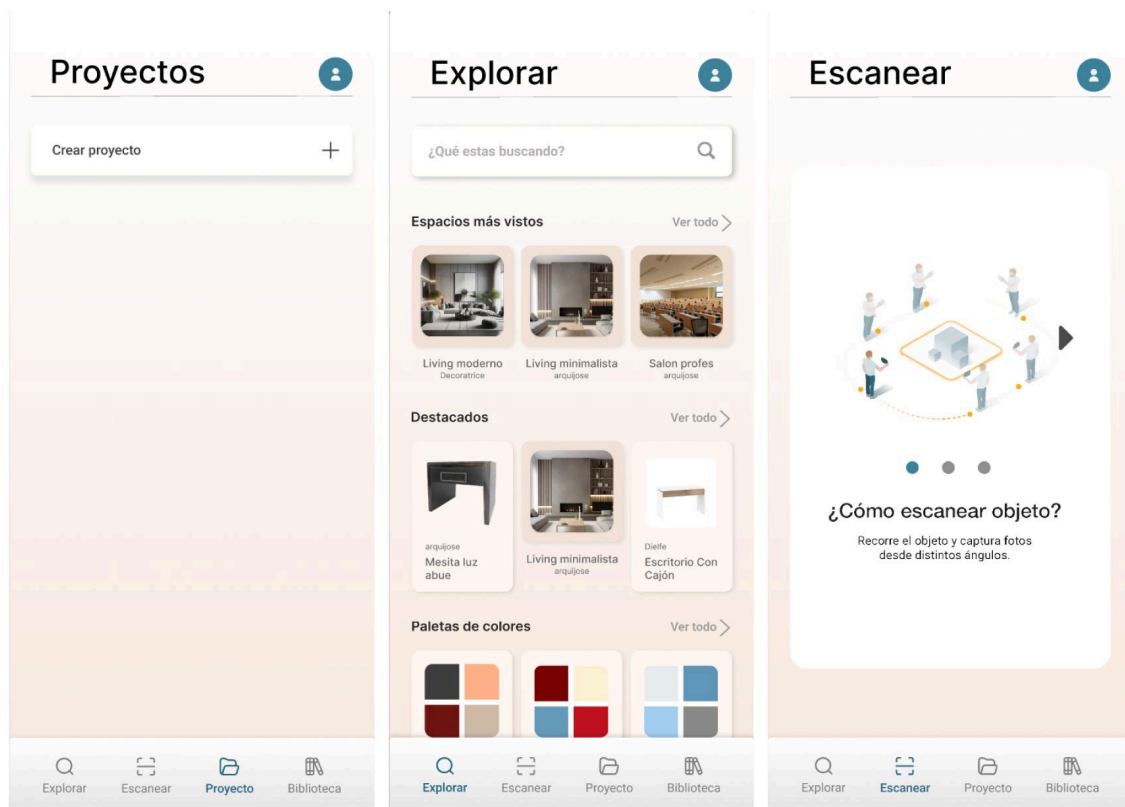 Proyectos
Crear proyecto
Explorar
Escanear
Proyecto
Biblioteca
Explorar
¿Qué estas buscando?
Espacios más vistos
Ver todo
Living moderno
Decoratrice
Living minimalista
arquijose
Salon profes
arquijose
Destacados
Ver todo
arquijose
Mesita luz
abue
Living minimalista
arquijose
Dielfe
Escritorio Con
Cajón
Paletas de colores
Ver todo
Explorar
Escanear
Proyecto
Biblioteca
Escanear
¿Cómo escanear objeto?
Recorre el objeto y captura fotos
desde distintos ángulos.
Explorar
Escanear
Proyecto
Biblioteca